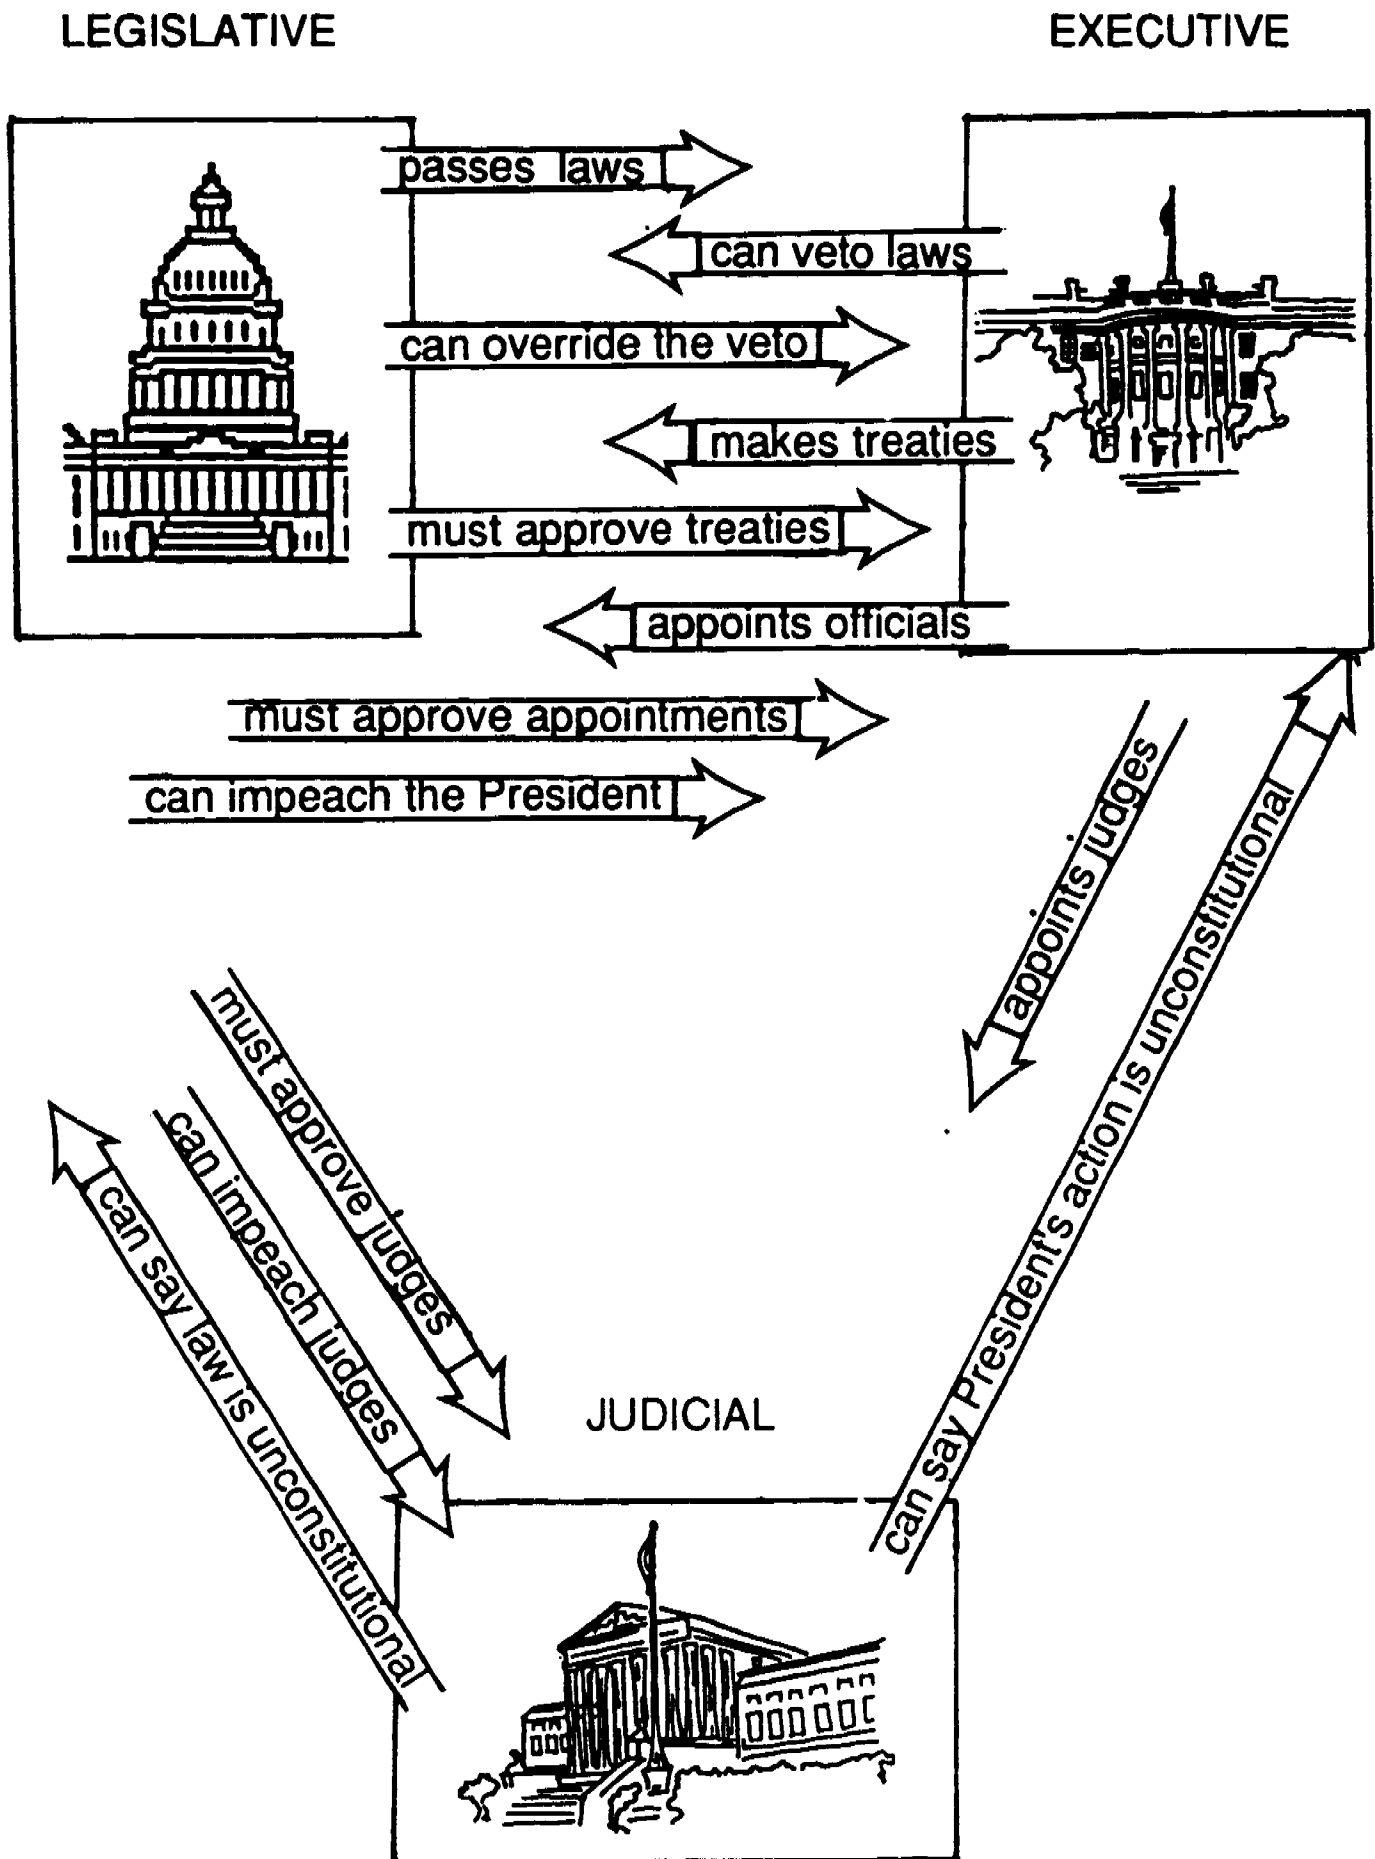 LEGISLATIVE
EXECUTIVE
passes laws
can veto laws
can override the veto
makes treaties
must approve treaties
appoints officials
must approve appointments
can impeach the President
appoints judges
can say President's action is unconstitutional
must approve judges
can impeach judges
can say law is unconstitutional
JUDICIAL